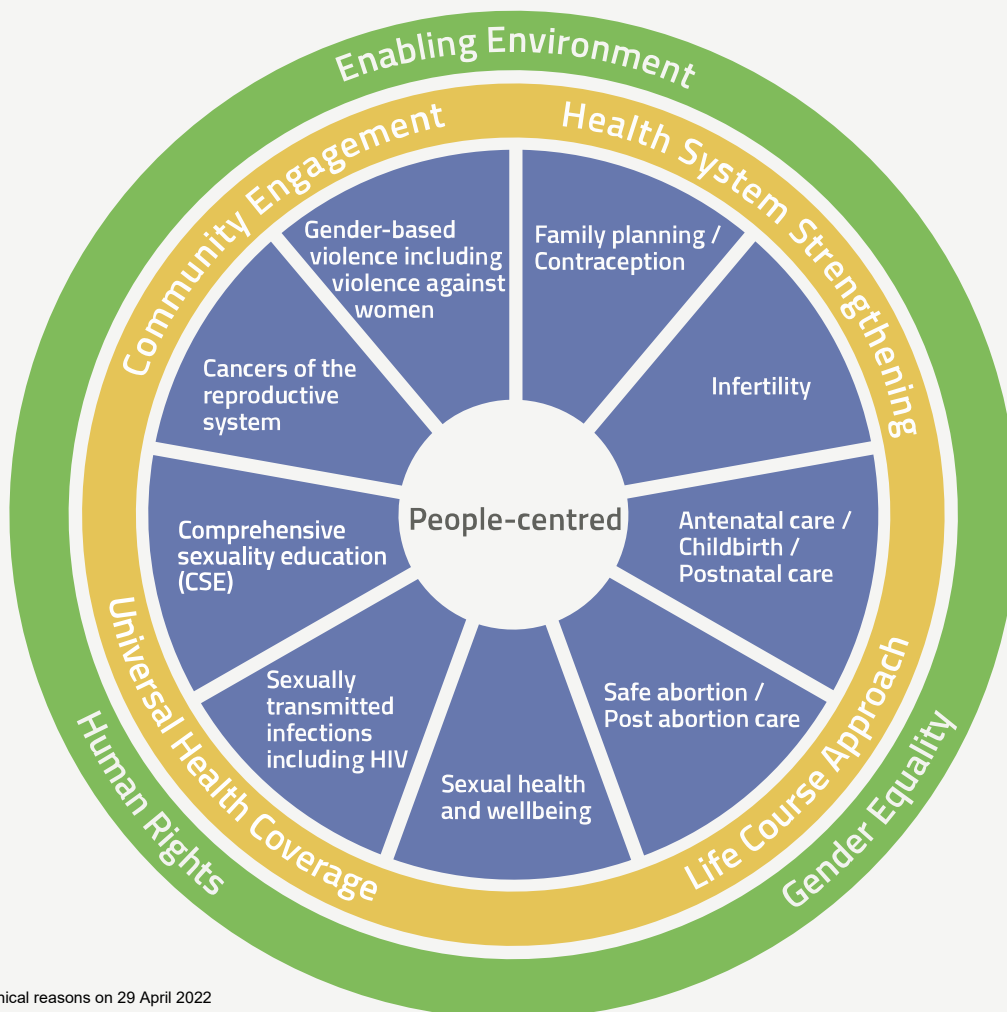 Enabling Environment
Community Engagement
Health System Strengthening
Gender-based
violence including
violence against
women
Family planning /
Contraception
Cancers of the
reproductive
system
Infertility
People-centred
Comprehensive
sexuality education
(CSE)
Antenatal care /
Childbirth /
Postnatal care
Sexually
transmitted
infections
including HIV
Safe abortion /
Post abortion care
Sexual health
and wellbeing
Universal Health Coverage
Life Course Approach
Human Rights
Gender Equality
nical reasons on 29 April 2022